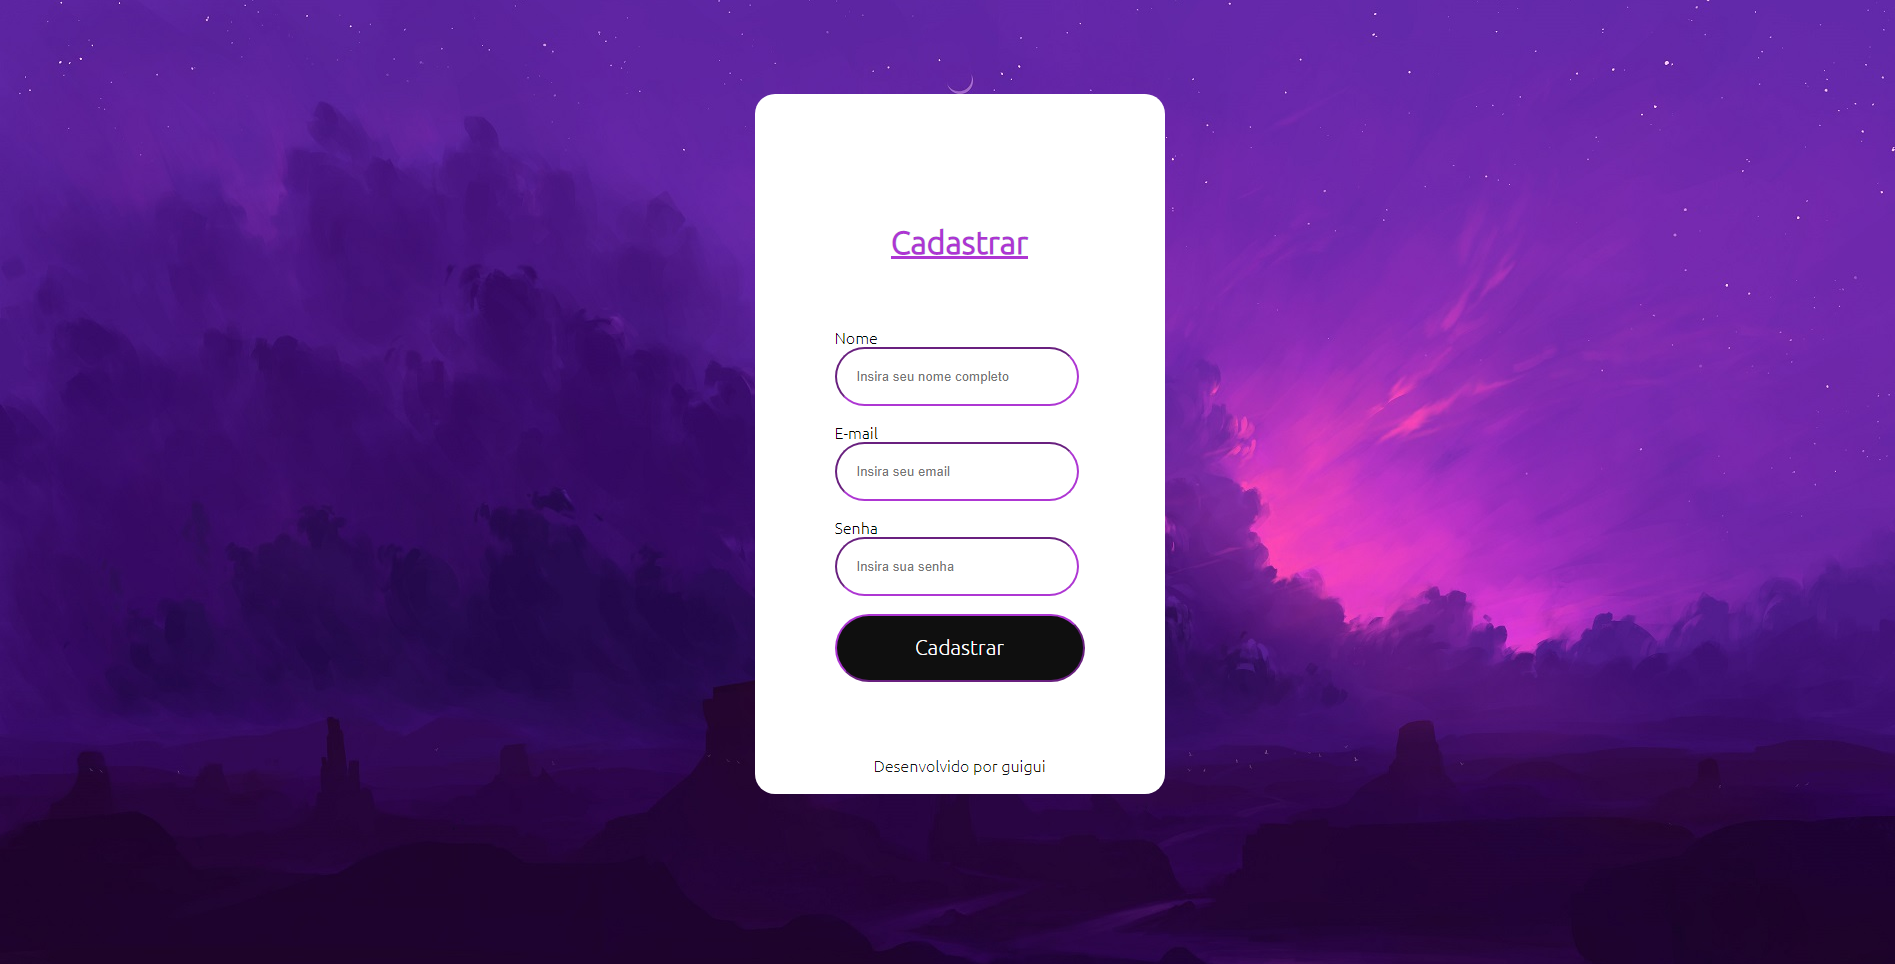 Cadastrar
Nome
Insira seu nome completo
E-mail
Insira seu email
Senha
Insira sua senha
Cadastrar
Desenvolvido por guigui